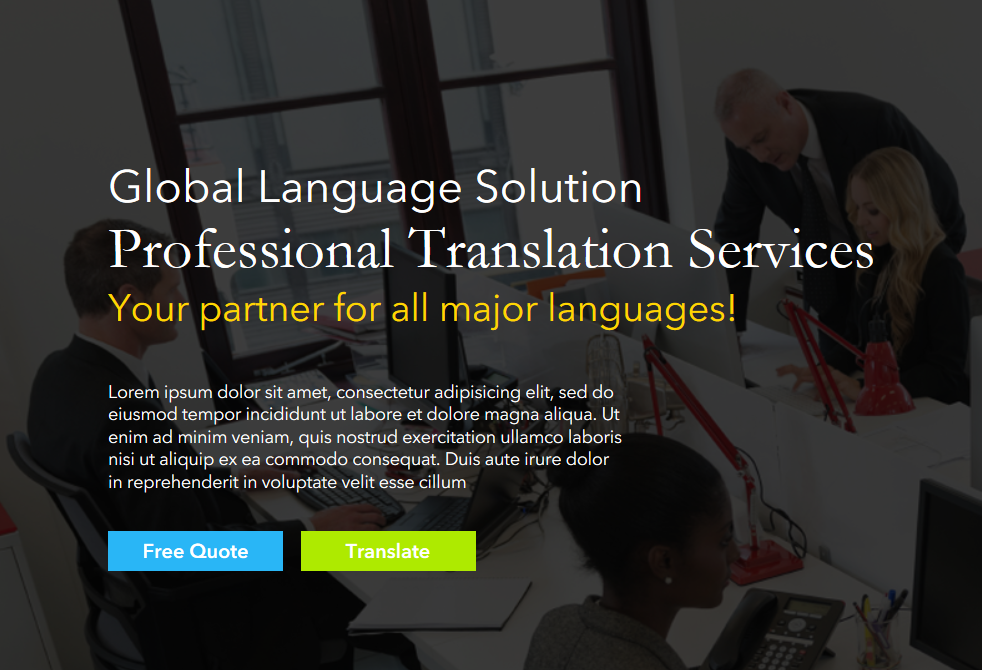 Global Language Solution
Professional Translation Services
Your partner for all major languages!
Lorem ipsum dolor sit amet, consectetur adipisicing elit, sed do
eiusmod tempor incididunt ut labore et dolore magna aliqua. Ut
enim ad minim veniam, quis nostrud exercitation ullamco laboris
nisi ut aliquip ex ea commodo consequat. Duis aute irure dolor
in reprehenderit in voluptate velit esse cillum
Free Quote
Translate